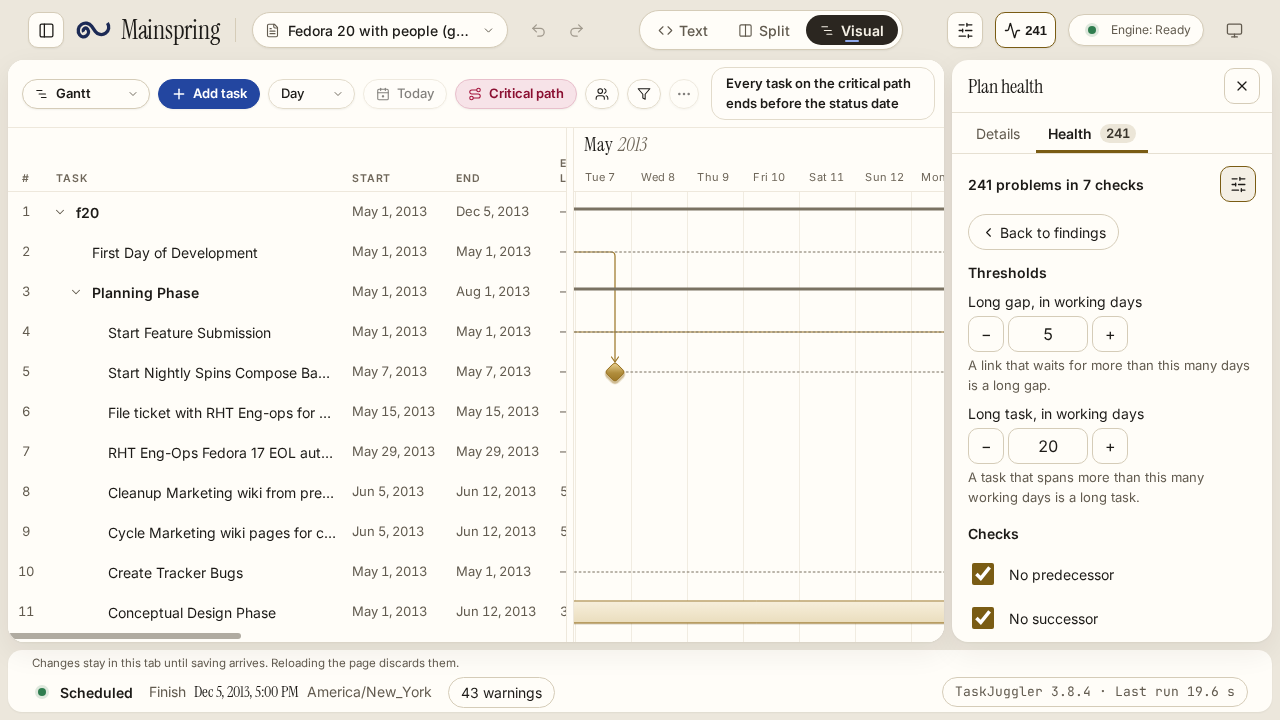 Mainspring
Fedora 20 with people (g...
Text
Split
Visual
241
Engine: Ready
Gantt
Add task
Day
Today
Critical path
Every task on the critical path
ends before the status date
# TASK START END
May 2013
Tue 7 Wed 8 Thu 9 Fri 10 Sat 11 Sun 12 Mon
1 f20 May 1, 2013 Dec 5, 2013 –
2 First Day of Development May 1, 2013 May 1, 2013 –
3 Planning Phase May 1, 2013 Aug 1, 2013 –
4 Start Feature Submission May 1, 2013 May 1, 2013 –
5 Start Nightly Spins Compose Ba... May 7, 2013 May 7, 2013 –
6 File ticket with RHT Eng-ops for ... May 15, 2013 May 15, 2013 –
7 RHT Eng-Ops Fedora 17 EOL aut... May 29, 2013 May 29, 2013 –
8 Cleanup Marketing wiki from pre... Jun 5, 2013 Jun 12, 2013
9 Cycle Marketing wiki pages for c... Jun 5, 2013 Jun 12, 2013
10 Create Tracker Bugs May 1, 2013 May 1, 2013 –
11 Conceptual Design Phase May 1, 2013 Jun 12, 2013
Plan health
Details
Health 241
241 problems in 7 checks
Back to findings
Thresholds
Long gap, in working days
− 5 +
A link that waits for more than this many days
is a long gap.
Long task, in working days
− 20 +
A task that spans more than this many
working days is a long task.
Checks
No predecessor
No successor
Changes stay in this tab until saving arrives. Reloading the page discards them.
Scheduled Finish Dec 5, 2013, 5:00 PM America/New_York 43 warnings
TaskJuggler 3.8.4 · Last run 19.6 s